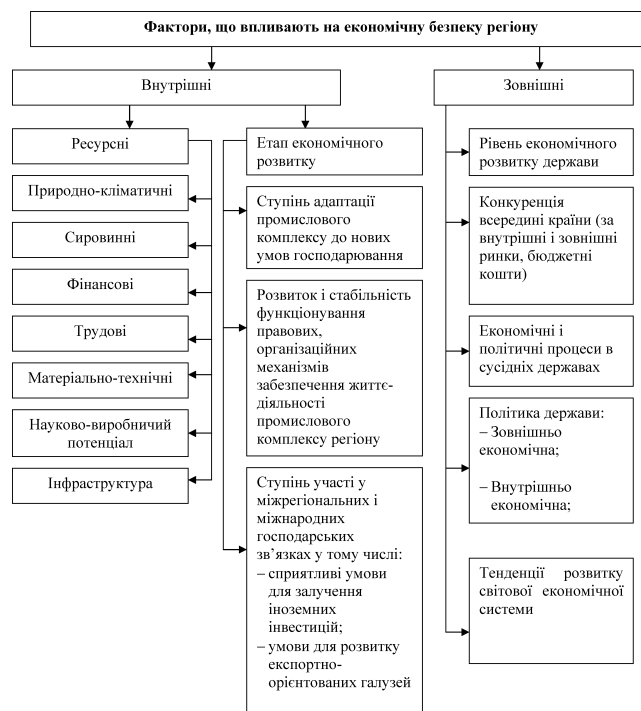 Фактори, що впливають на економічну безпеку регіону
Внутрішні
Зовнішні
Ресурсні
Природно-кліматичні
Сировинні
Фінансові
Трудові
Матеріально-технічні
Науково-виробничий
потенціал
Інфраструктура
Етап економічного
розвитку
Ступінь адаптації
промислового
комплексу до нових
умов господарювання
Розвиток і стабільність
функціонування
правових,
організаційних
механізмів
забезпечення життє-
діяльності
промислового
комплексу регіону
Ступінь участі у
міжрегіональних і
міжнародних
господарських
зв’язках у тому числі:
– сприятливі умови
для залучення
іноземних
інвестицій;
– умови для розвитку
експортно-
орієнтованих галузей
Рівень економічного
розвитку держави
Конкуренція
всередині країни (за
внутрішні і зовнішні
ринки, бюджетні
кошти)
Економічні і
політичні процеси в
сусідніх державах
Політика держави:
– Зовнішньо
економічна;
– Внутрішньо
економічна;
Тенденції розвитку
світової економічної
системи